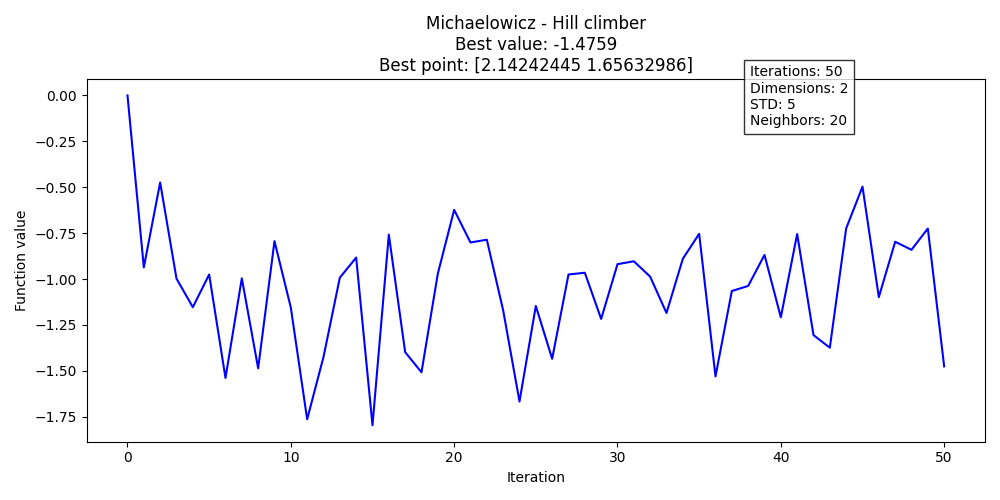 Michaelowicz - Hill climber
Best value: -1.4759
Best point: [2.14242445 1.65632986]
Iterations: 50
Dimensions: 2
STD: 5
Neighbors: 20
0.00
−0.25
−0.50
−0.75
−1.00
−1.25
−1.50
−1.75
Function value
0 10 20 30 40 50
Iteration